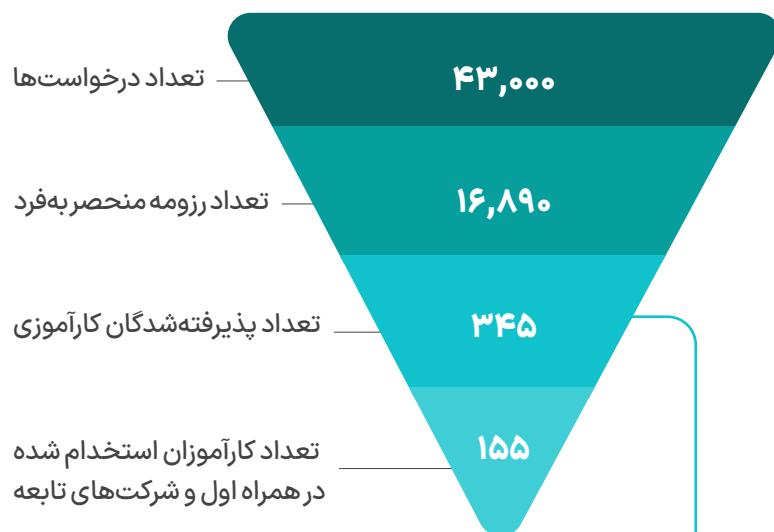 تعداد درخواست‌ها
۴۳,۰۰۰
تعداد رزومه منحصر به‌فرد
۱۶,۸۹۰
تعداد پذیرفته‌شدگان کارآموزی
۳۴۵
تعداد کارآموزان استخدام شده
در همراه اول و شرکت‌های تابعه
۱۵۵